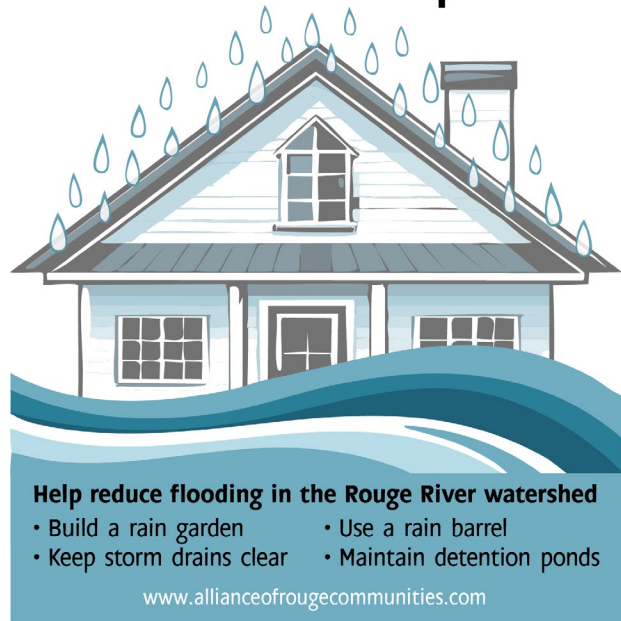 Help reduce flooding in the Rouge River watershed
• Build a rain garden
• Use a rain barrel
• Keep storm drains clear
• Maintain detention ponds
www.allianceofrougecommunities.com